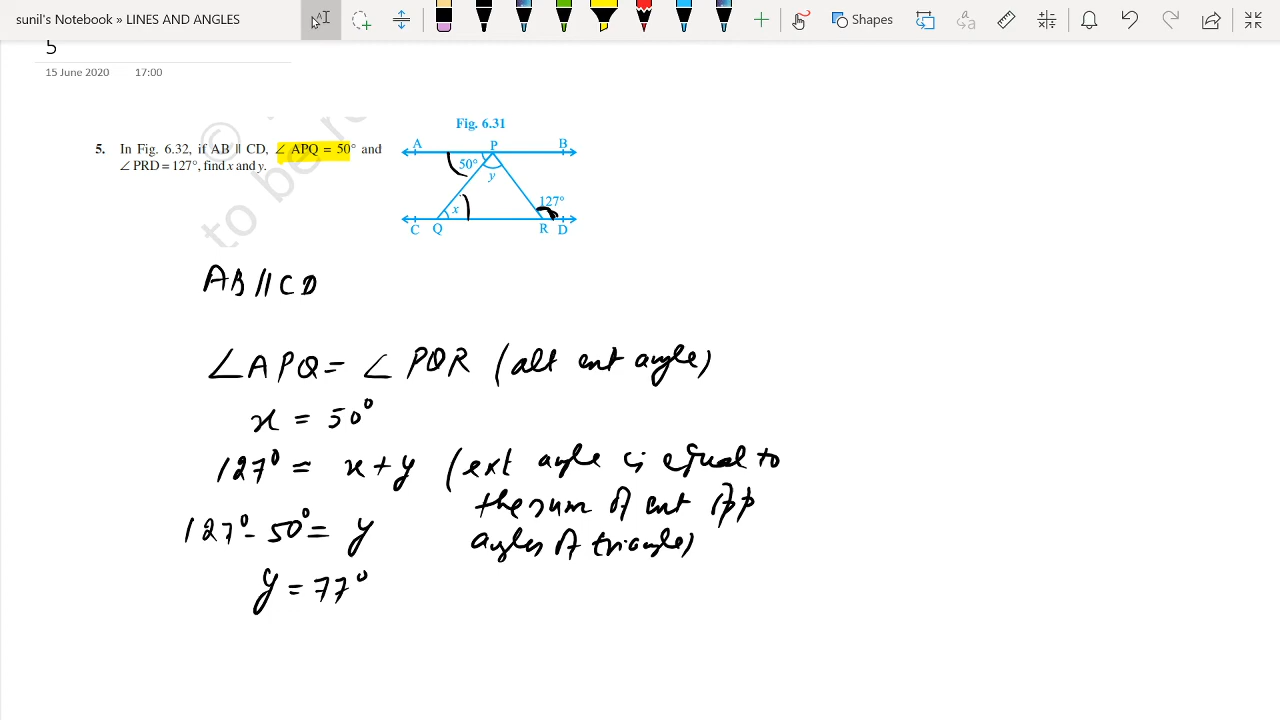 sunil's Notebook » LINES AND ANGLES
Shapes
5
15 June 2020 17:00
©
to be re
Fig. 6.31
5. In Fig. 6.32, if AB || CD, ∠ APQ = 50° and
∠ PRD = 127°, find x and y.
A P B
50° y
x 127°
C Q R D
AB || CD
∠APQ = ∠PQR (alt int angle)
x = 50°
127° = x + y (ext angle is equal to
the sum of int opp
angles of triangle)
127° - 50° = y
y = 77°